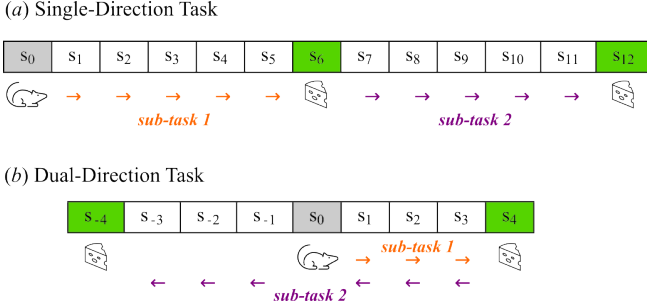 (a) Single-Direction Task
S0 S1 S2 S3 S4 S5 S6 S7 S8 S9 S10 S11 S12
sub-task 1 sub-task 2
(b) Dual-Direction Task
S-4 S-3 S-2 S-1 S0 S1 S2 S3 S4
sub-task 1
sub-task 2